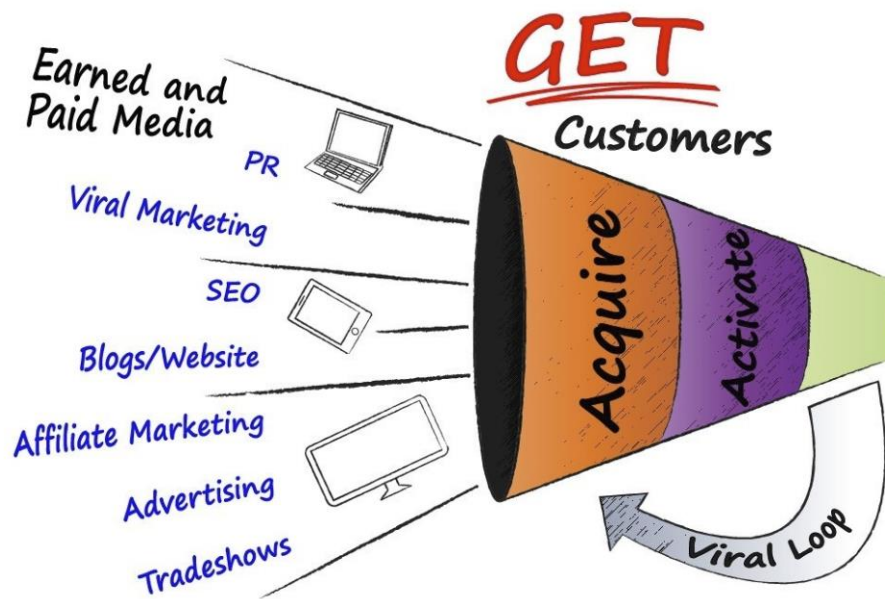 Earned and
Paid Media
PR
Viral Marketing
SEO
Blogs/Website
Affiliate Marketing
Advertising
Tradeshows
GET
Customers
Acquire
Activate
Viral Loop